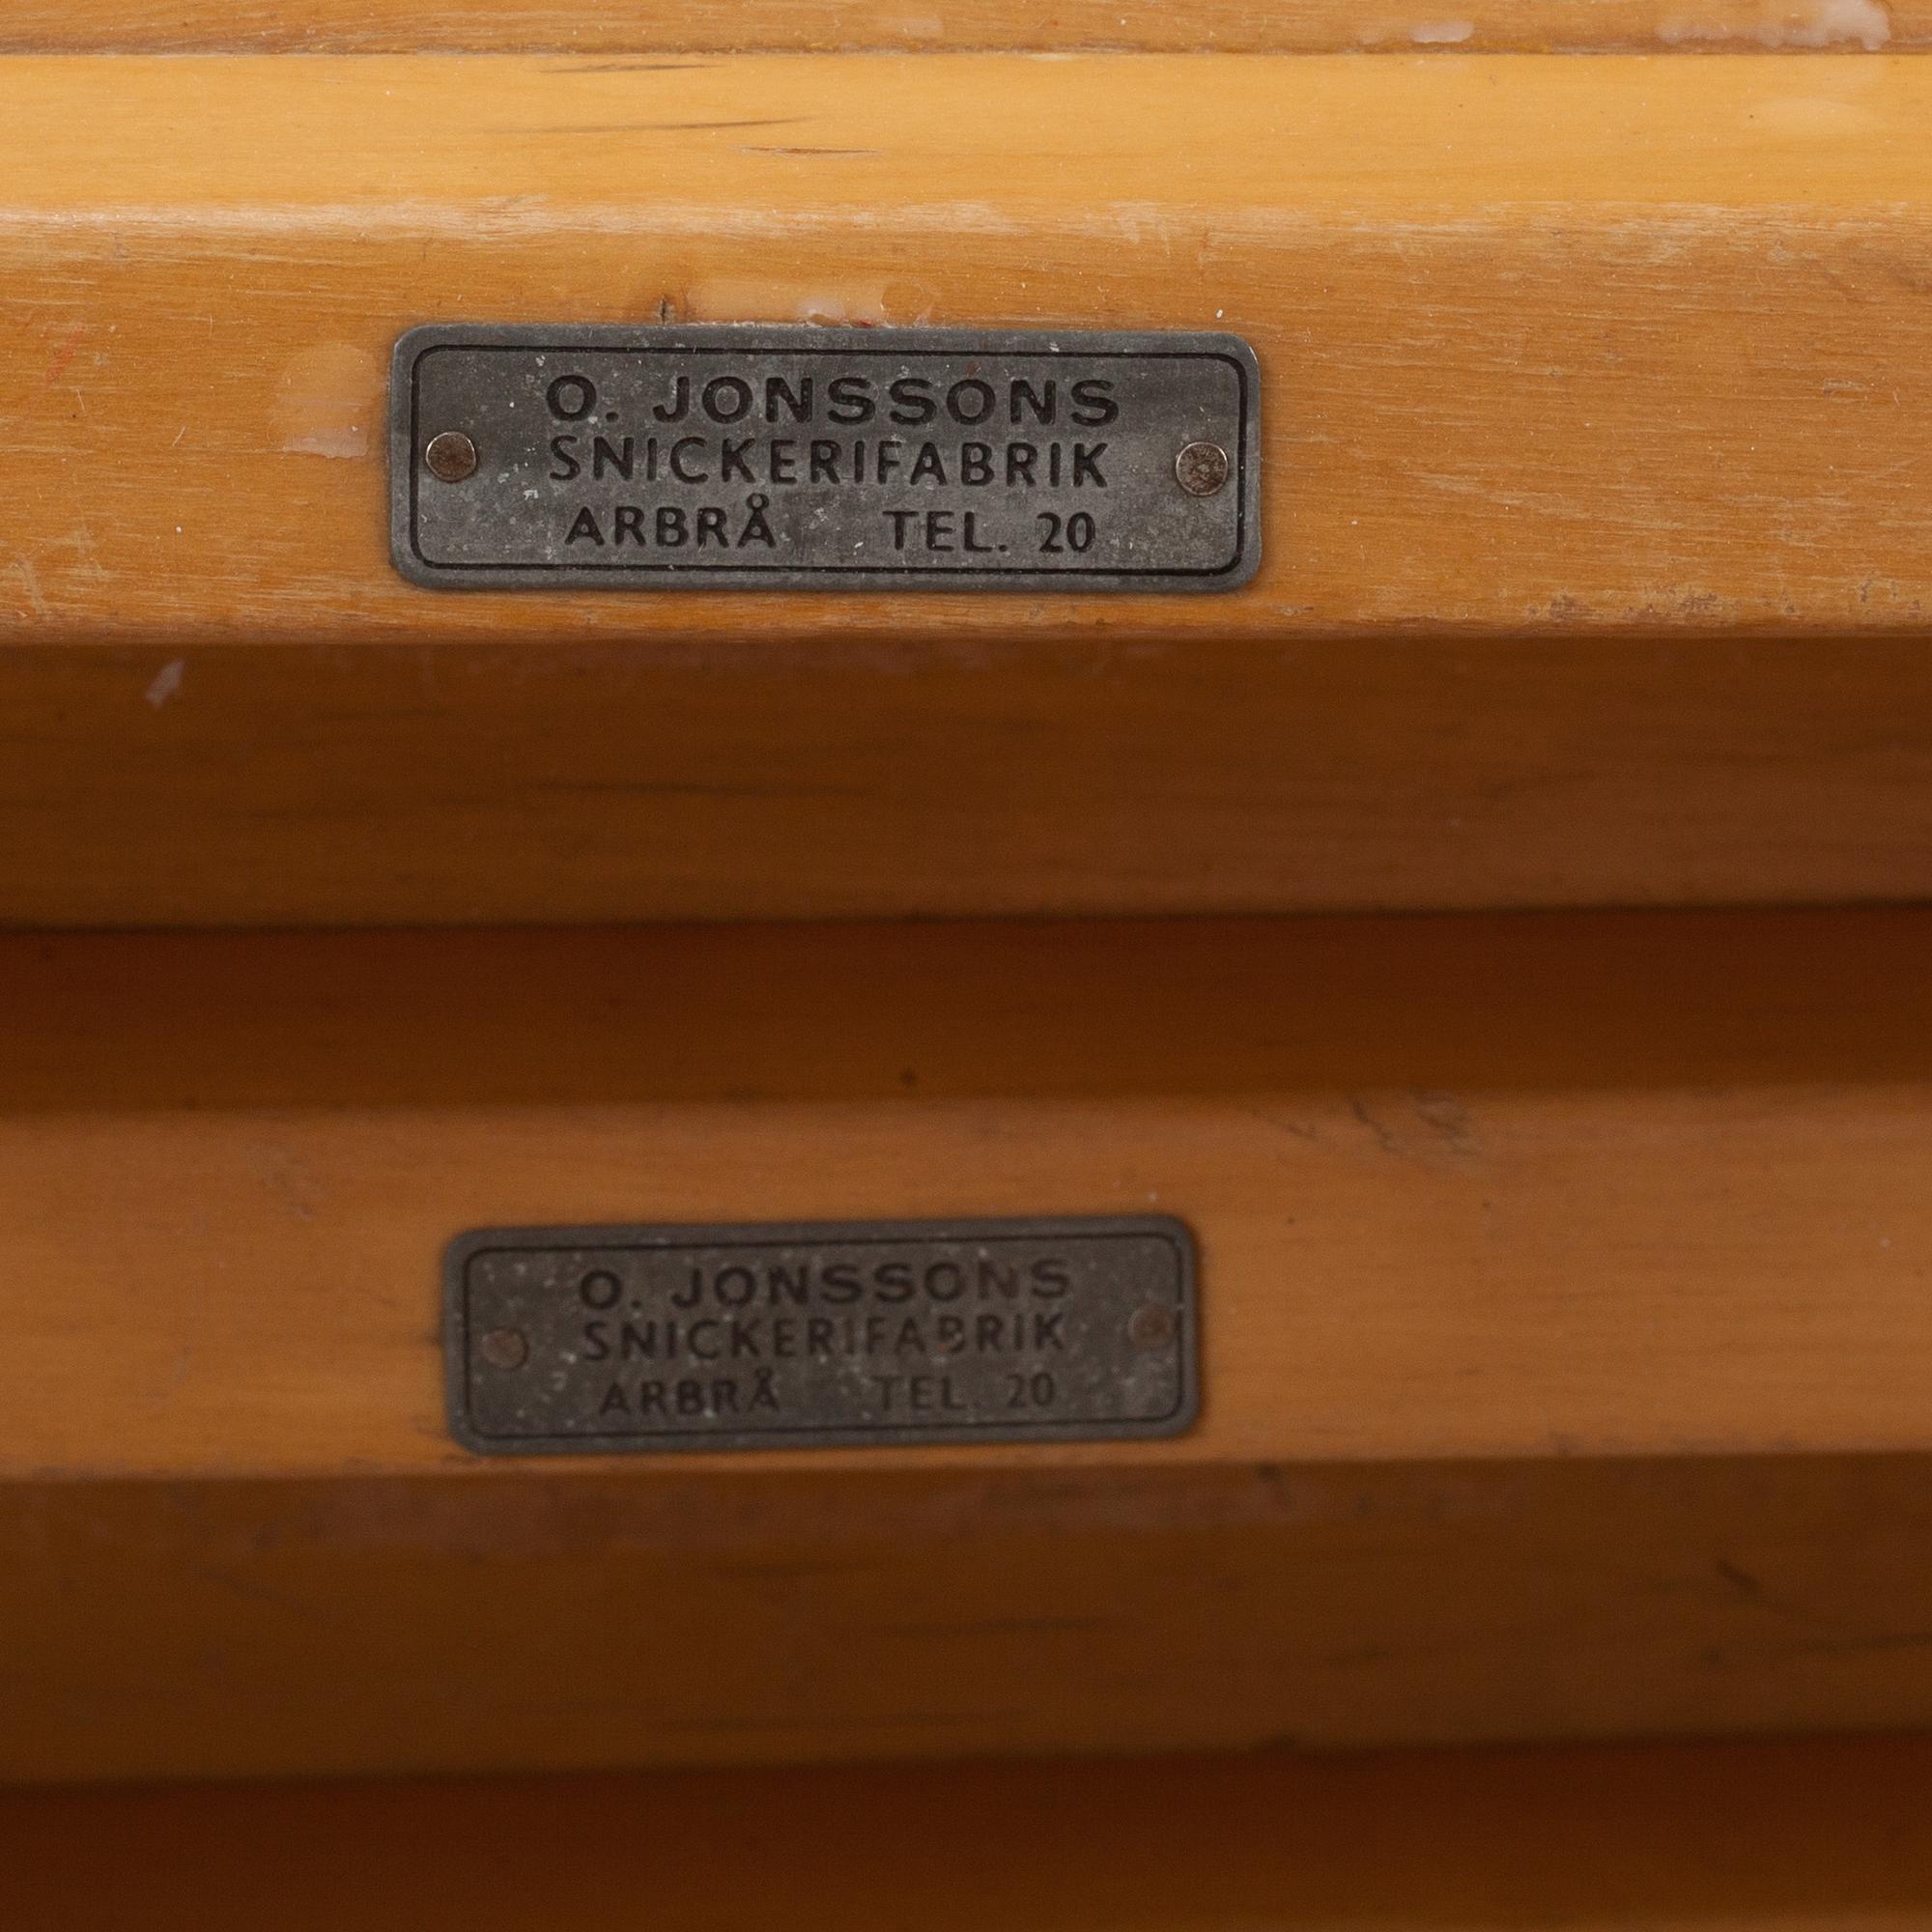 O. JONSSONS
SNICKERIFABRIK
ARBRÅ TEL. 20
O. JONSSONS
SNICKERIFABRIK
ARBRÅ TEL. 20